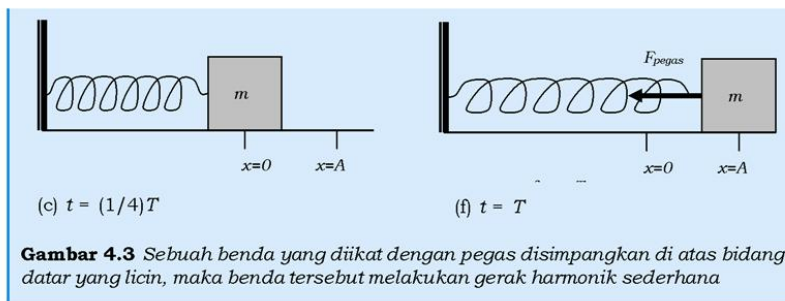 F_pegas
m
m
x=0
x=A
x=0
x=A
(c) t = (1/4)T
(f) t = T
Gambar 4.3 Sebuah benda yang diikat dengan pegas disimpangkan di atas bidang
datar yang licin, maka benda tersebut melakukan gerak harmonik sederhana